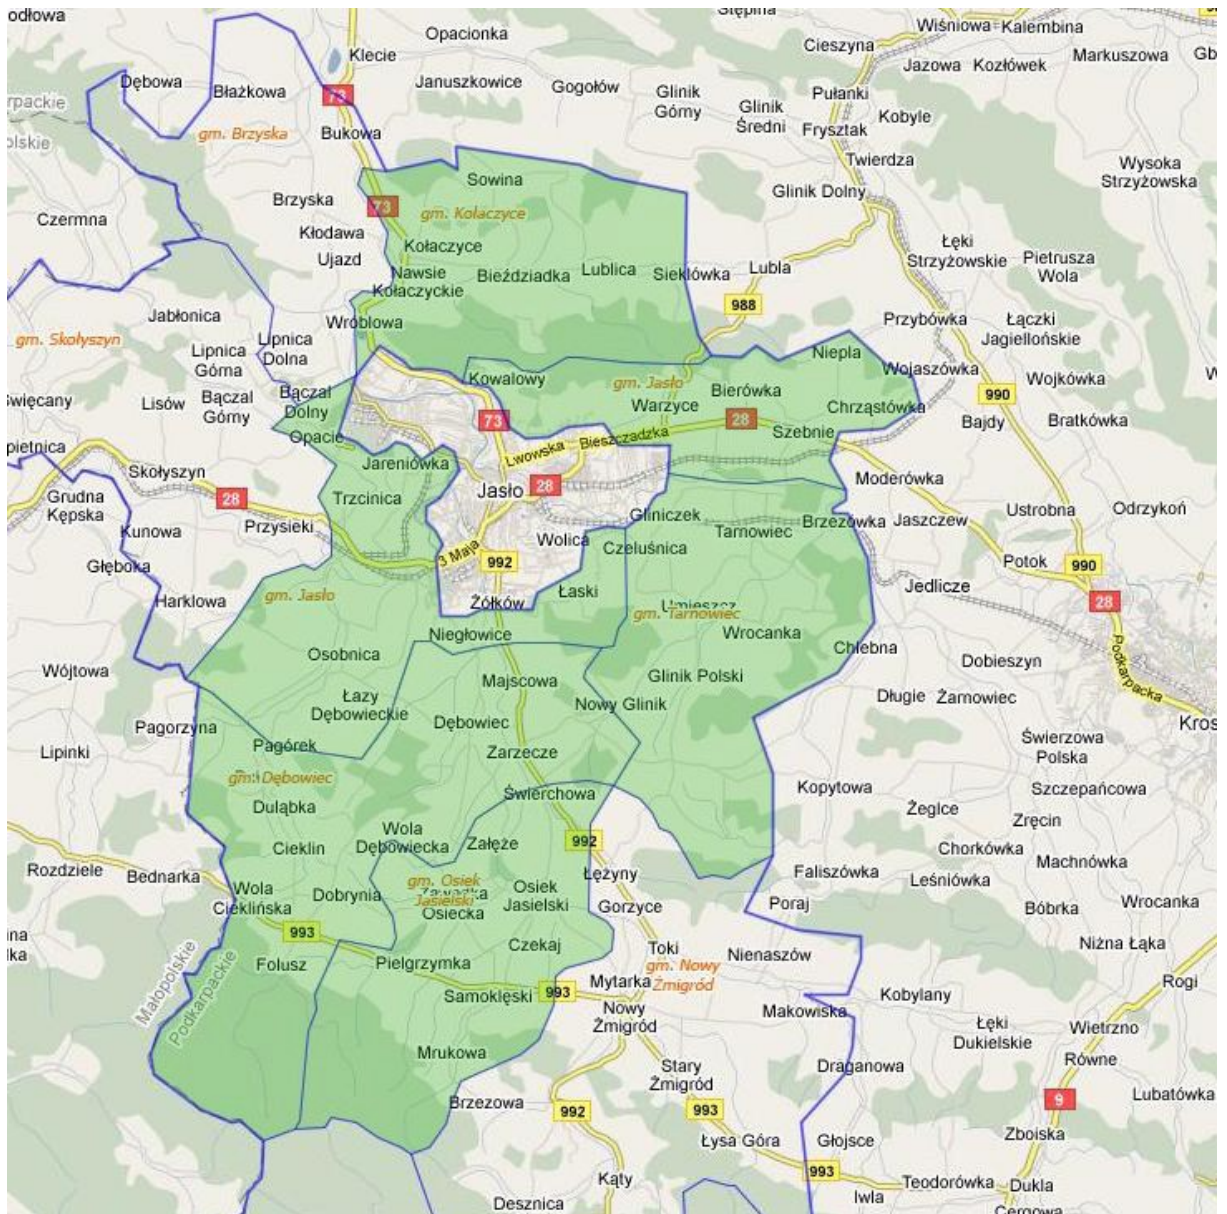 odłowa
Stępina
Opacionka
Wiśniowa
Kalembina
Klecie
Cieszyna
Jazowa
Kozłówek
Markuszowa
Dębowa
Błażkowa
73
Januszkowice
Gogołów
Glinik
Górny
Glinik
Średni
Pułanki
Kobyle
Frysztak
rpackie
olskie
gm. Brzyska
Bukowa
Twierdza
Wysoka
Strzyżowska
Sowina
Glinik Dolny
Brzyska
73
gm. Kołaczyce
Czermna
Kłodawa
Ujazd
Kołaczyce
Łęki
Strzyżowskie
Pietrusza
Wola
Nawsie
Kołaczyckie
Bieździadka
Lublica
Sieklówka
Lubla
988
Jabłonica
Wróblowa
Przybówka
Łączki
Jagiellońskie
gm. Skołyszyn
Lipnica
Górna
Lipnica
Dolna
Niepla
Wojaszówka
Wojkówka
Święcany
Lisów
Bączal
Górny
Bączal
Dolny
Kowalowy
gm. Jasło
Bierówka
990
Warzyce
Chrząstówka
Bajdy
Bratkówka
73
28
Szebnie
Opacie
Lwowska
Bieszczadzka
pietnica
Skołyszyn
Jareniówka
Moderówka
28
Jasło
28
Trzcinica
Grudna
Kępska
Kunowa
Przysieki
Gliniczek
Tarnowiec
Brzezówka
Jaszczew
Ustrobna
Odrzykoń
Wolica
Czeluśnica
3 Maja
992
Głęboka
Potok
990
Jedlicze
28
Harklowa
gm. Jasło
Łaski
Żółków
Umieszcz
gm. Tarnowiec
Niegłowice
Wrocanka
Chlebna
Podkarpacka
Osobnica
Dobieszyn
Wójtowa
Majscowa
Glinik Polski
Długie
Żarnowiec
Łazy
Dębowieckie
Nowy Glinik
Kros
Pagorzyna
Dębowiec
Świerzowa
Polska
Lipinki
Pagórek
Zarzecze
gm. Dębowiec
Świerchowa
Kopytowa
Szczepańcowa
Duląbka
Żeglce
Zręcin
Wola
Dębowiecka
Załęże
992
Cieklin
Chorkówka
Machnówka
Rozdziele
Bednarka
Łężyny
Faliszówka
Leśniówka
gm. Osiek
Jasielski
Zawadka
Osiecka
Osiek
Jasielski
Wola
Cieklińska
Dobrynia
Gorzyce
Poraj
Bóbrka
Wrocanka
993
Czekaj
Toki
Nienaszów
Niżna Łąka
Małopolskie
Podkarpackie
Folusz
Pielgrzymka
gm. Nowy
Żmigród
Mytarka
Samoklęski
993
Kobylany
Rogi
Nowy
Żmigród
Makowiska
Łęki
Dukielskie
Wietrzno
Mrukowa
Stary
Żmigród
Draganowa
Równe
Brzezowa
992
993
9
Lubatówka
Łysa Góra
Głojsce
Zboiska
993
Kąty
Desznica
Iwla
Teodorówka
Dukla
Cergowa